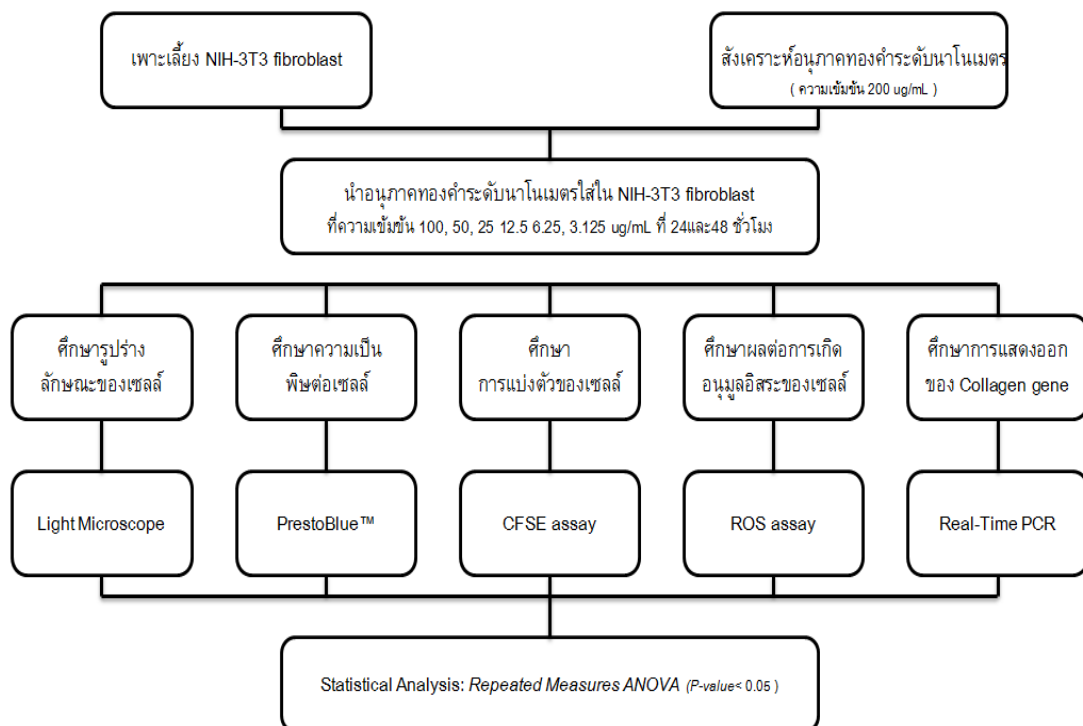 เพาะเลี้ยง NIH-3T3 fibroblast
สังเคราะห์อนุภาคทองคำระดับนาโนเมตร
( ความเข้มข้น 200 ug/mL )
นำอนุภาคทองคำระดับนาโนเมตรใส่ใน NIH-3T3 fibroblast
ที่ความเข้มข้น 100, 50, 25 12.5 6.25, 3.125 ug/mL ที่ 24และ48 ชั่วโมง
ศึกษารูปร่าง
ลักษณะของเซลล์
ศึกษาความเป็น
พิษต่อเซลล์
ศึกษา
การแบ่งตัวของเซลล์
ศึกษาผลต่อการเกิด
อนุมูลอิสระของเซลล์
ศึกษาการแสดงออก
ของ Collagen gene
Light Microscope
PrestoBlue™
CFSE assay
ROS assay
Real-Time PCR
Statistical Analysis: Repeated Measures ANOVA (P-value< 0.05 )